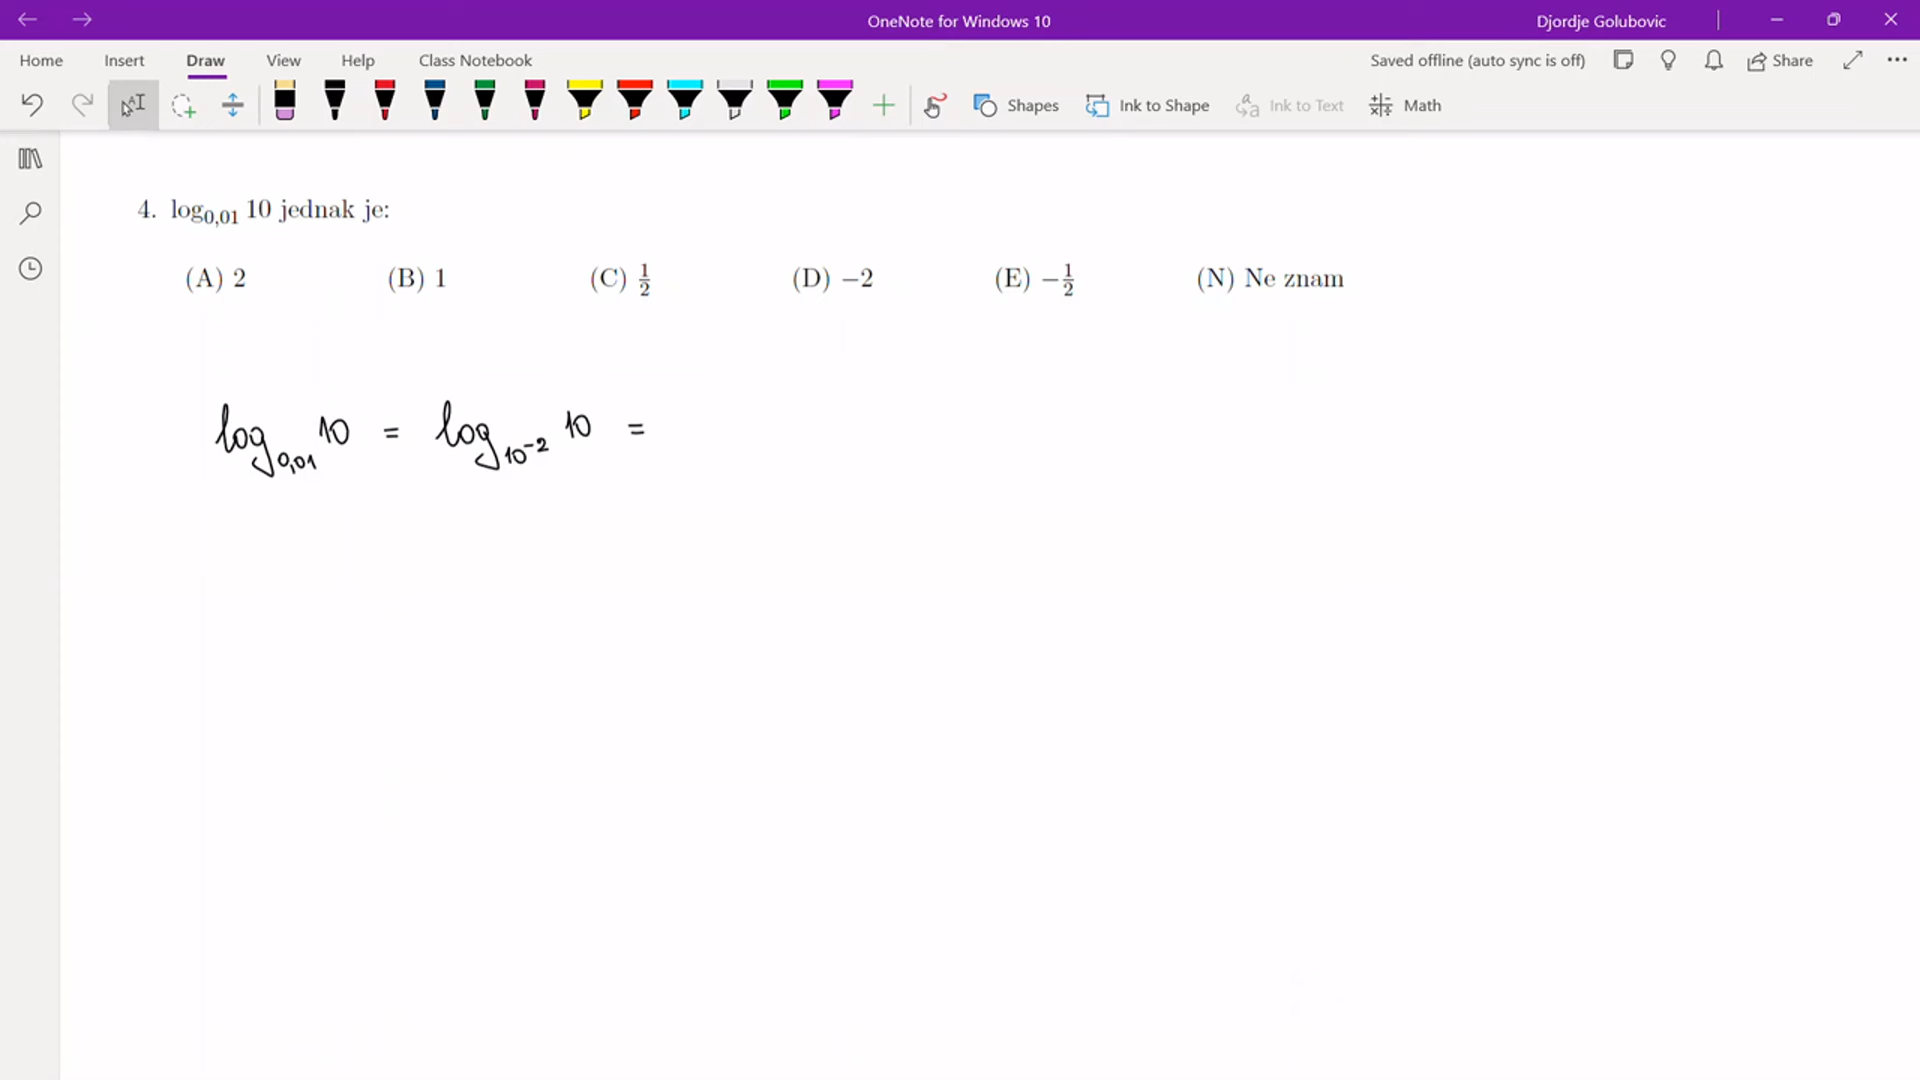 OneNote for Windows 10
Djordje Golubovic
Home Insert Draw View Help Class Notebook
Saved offline (auto sync is off) Share
Shapes Ink to Shape Ink to Text Math
4. log₀,₀₁ 10 jednak je:
(A) 2 (B) 1 (C) 1/2 (D) −2 (E) −1/2 (N) Ne znam
log₀,₀₁ 10 = log₁₀⁻² 10 =